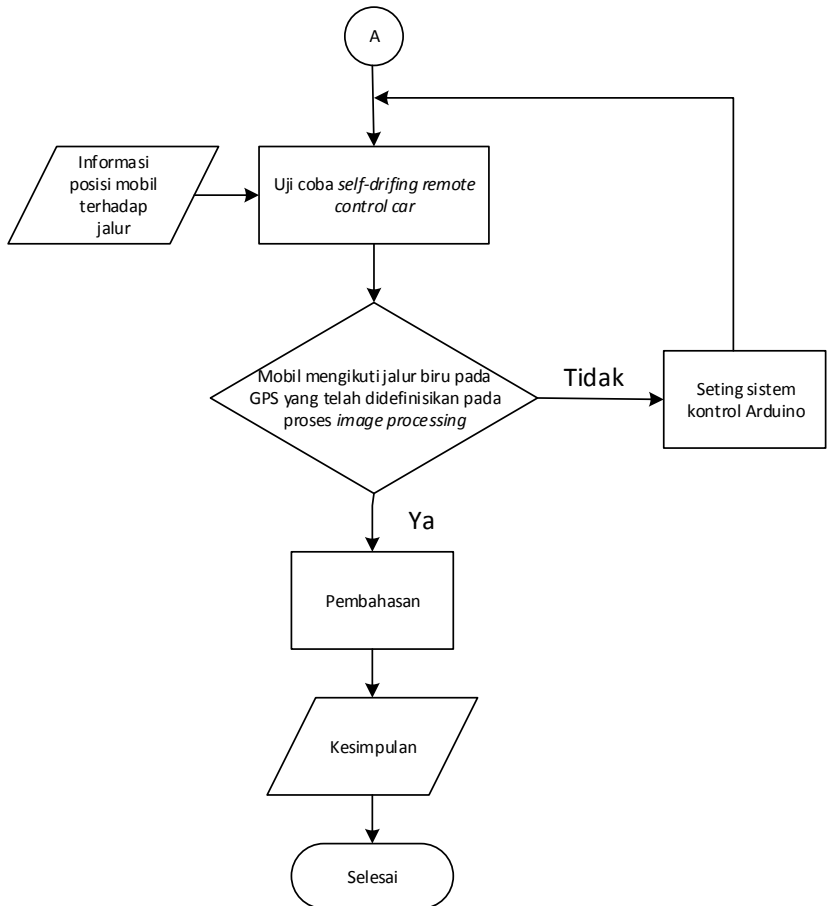 A
Informasi
posisi mobil
terhadap
jalur
Uji coba self-drifing remote
control car
Mobil mengikuti jalur biru pada
GPS yang telah didefinisikan pada
proses image processing
Tidak
Seting sistem
kontrol Arduino
Ya
Pembahasan
Kesimpulan
Selesai